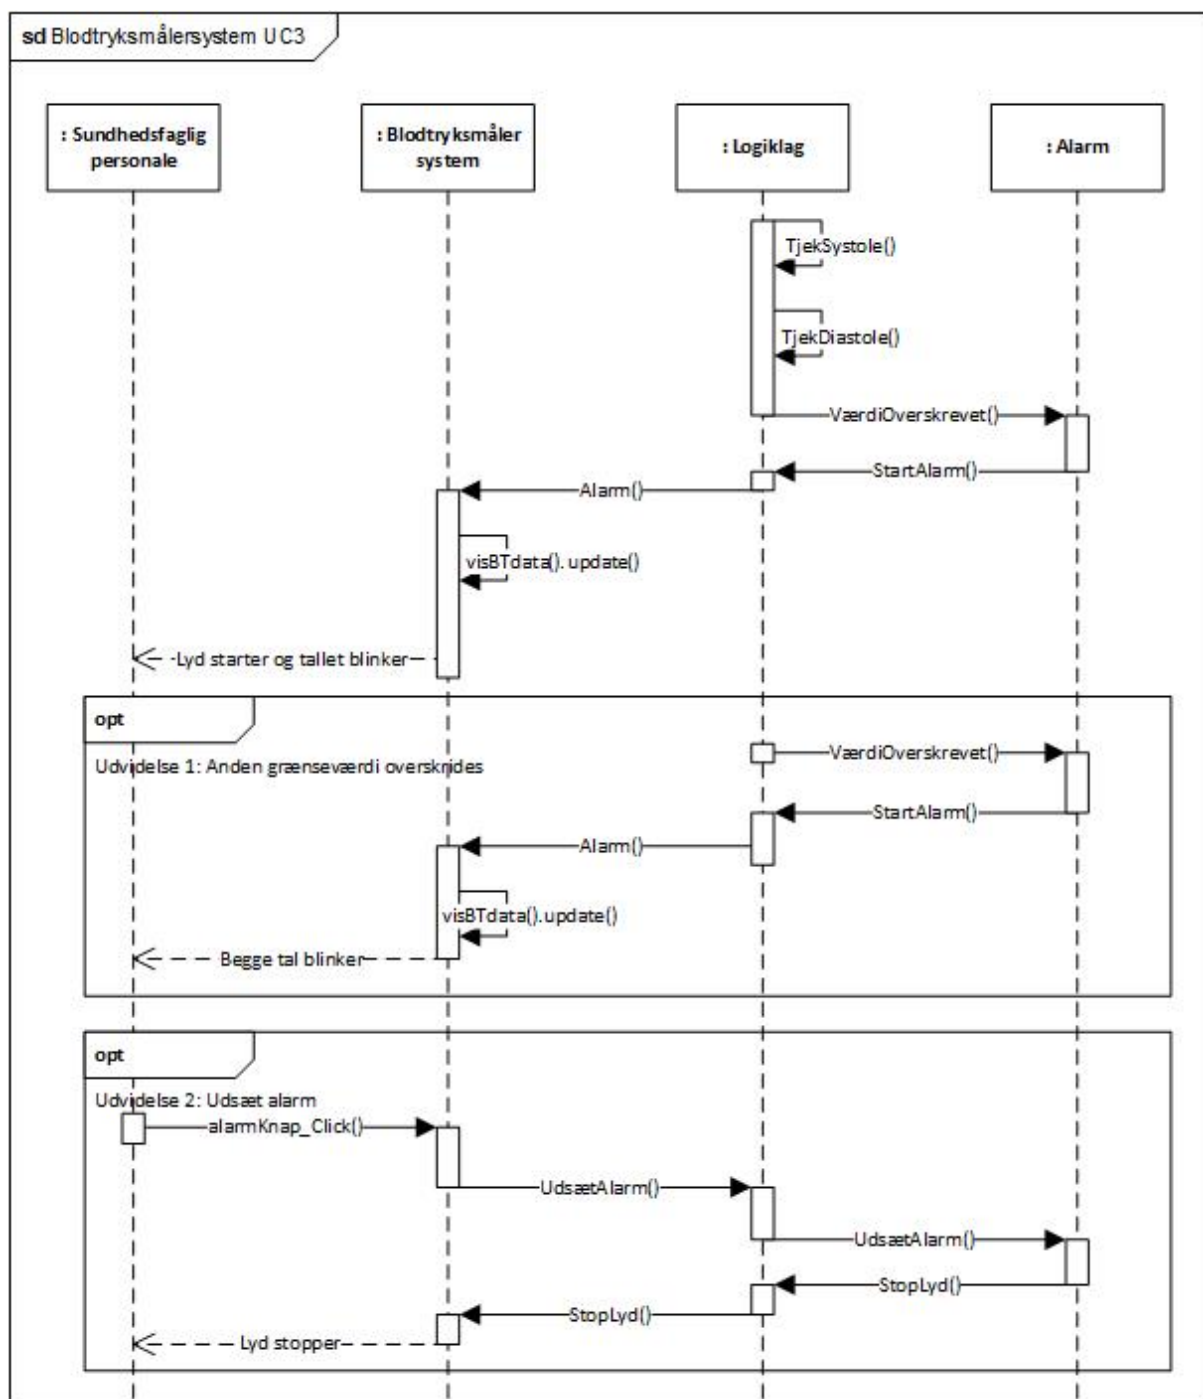 sd Blodtryksmålersystem UC3
: Sundhedsfaglig
personale
: Blodtryksmåler
system
: Logiklag
: Alarm
TjekSystole()
TjekDiastole()
VærdiOverskrevet()
StartAlarm()
Alarm()
visBTdata().update()
Lyd starter og tallet blinker
opt
Udvidelse 1: Anden grænseværdi overskrides
VærdiOverskrevet()
StartAlarm()
Alarm()
visBTdata().update()
Begge tal blinker
opt
Udvidelse 2: Udsæt alarm
alarmKnap_Click()
UdsætAlarm()
UdsætAlarm()
StopLyd()
StopLyd()
Lyd stopper